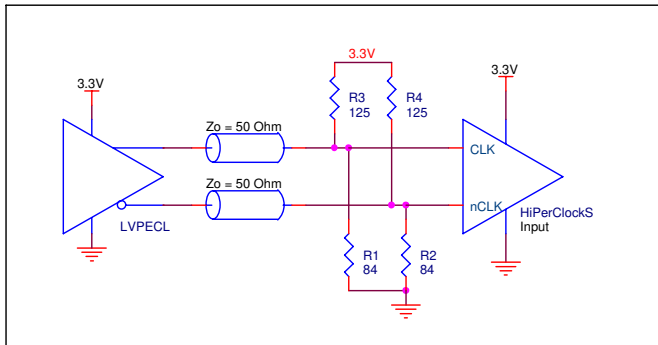 3.3V
3.3V
3.3V
R3
125
R4
125
Zo = 50 Ohm
CLK
Zo = 50 Ohm
nCLK
LVPECL
HiPerClockS
Input
R1
84
R2
84